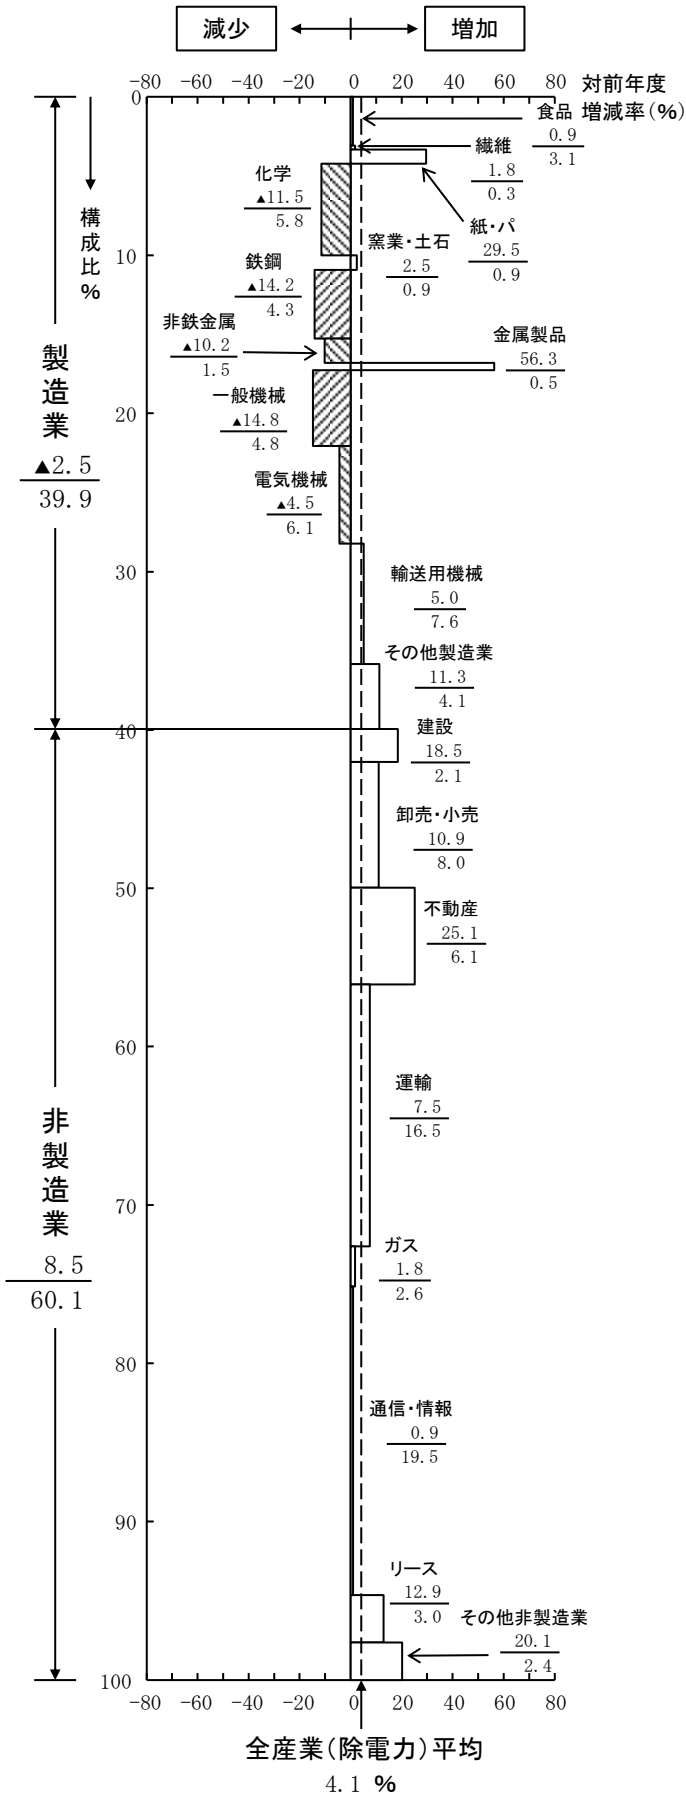 減少
増加
-80 -60 -40 -20 0 20 40 60 80
対前年度
増減率(%)
0
構成比%
食品
0.9
3.1
繊維
1.8
0.3
紙・パ
29.5
0.9
化学
▲11.5
5.8
窯業・土石
2.5
0.9
10
鉄鋼
▲14.2
4.3
非鉄金属
▲10.2
1.5
金属製品
56.3
0.5
製造業
▲2.5
39.9
一般機械
▲14.8
4.8
20
電気機械
▲4.5
6.1
30
輸送用機械
5.0
7.6
その他製造業
11.3
4.1
40
建設
18.5
2.1
卸売・小売
10.9
8.0
50
不動産
25.1
6.1
60
運輸
7.5
16.5
非製造業
8.5
60.1
70
ガス
1.8
2.6
80
通信・情報
0.9
19.5
90
リース
12.9
3.0
その他非製造業
20.1
2.4
100
-80 -60 -40 -20 0 20 40 60 80
全産業(除電力)平均
4.1 %